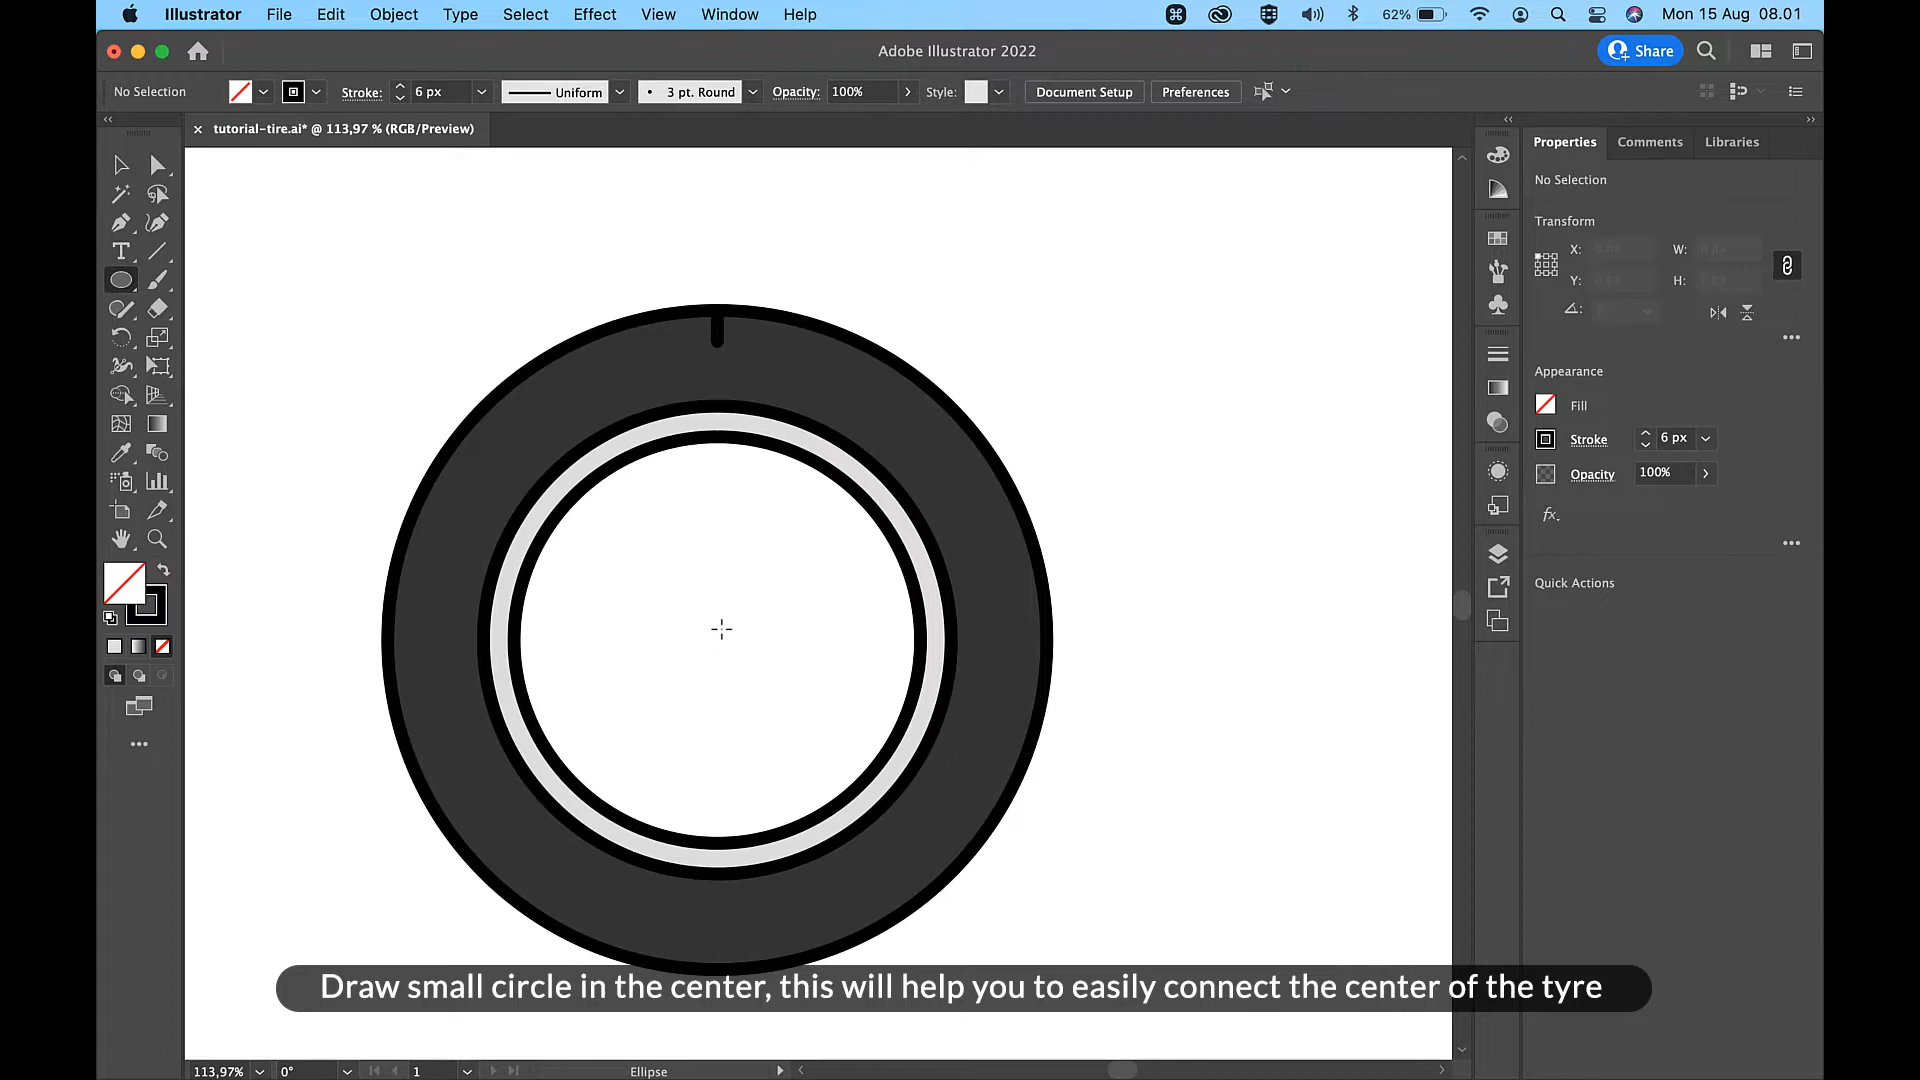 Illustrator File Edit Object Type Select Effect View Window Help 62% Mon 15 Aug 08.01
Adobe Illustrator 2022 Share
No Selection Stroke: 6 px Uniform 3 pt. Round Opacity: 100% Style: Document Setup Preferences
tutorial-tire.ai* @ 113,97 % (RGB/Preview)
Properties Comments Libraries
No Selection
Transform
X: W:
Y: H:
Appearance
Fill
Stroke 6 px
Opacity 100%
fx
Quick Actions
Draw small circle in the center, this will help you to easily connect the center of the tyre
113,97% 0° 1 Ellipse